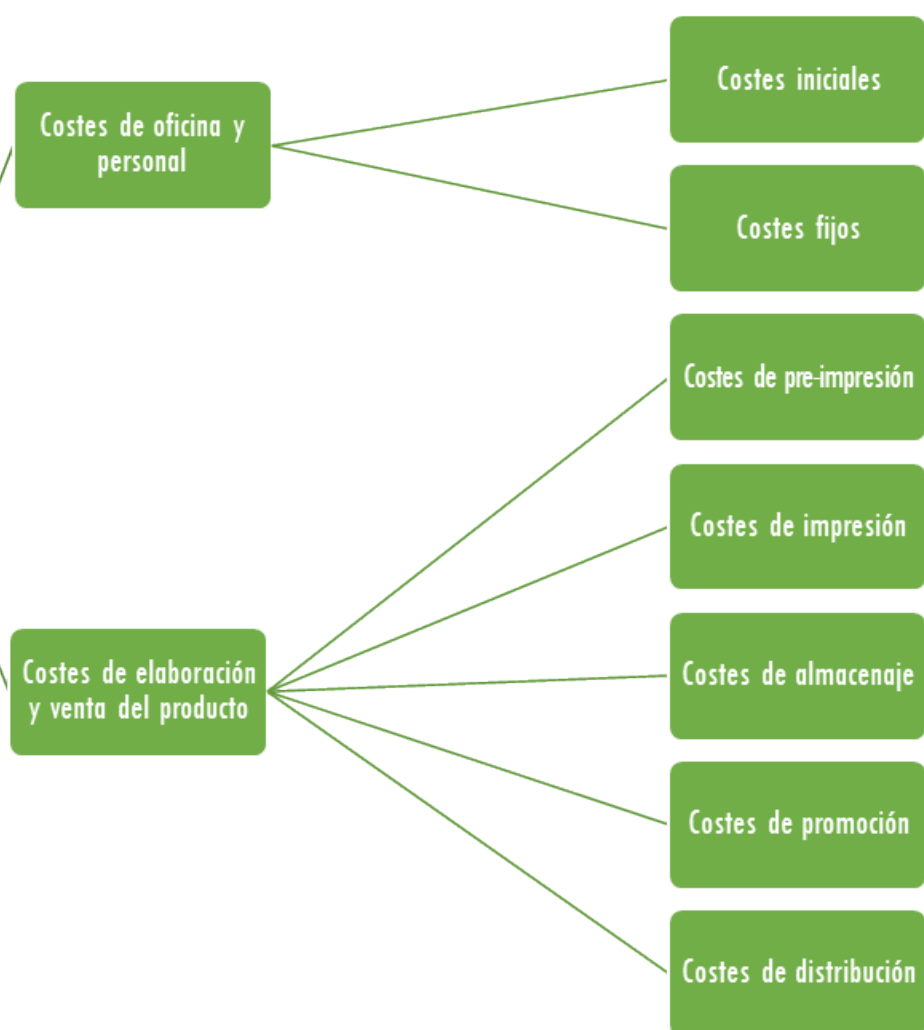 Costes de oficina y
personal
Costes iniciales
Costes fijos
Costes de elaboración
y venta del producto
Costes de pre-impresión
Costes de impresión
Costes de almacenaje
Costes de promoción
Costes de distribución